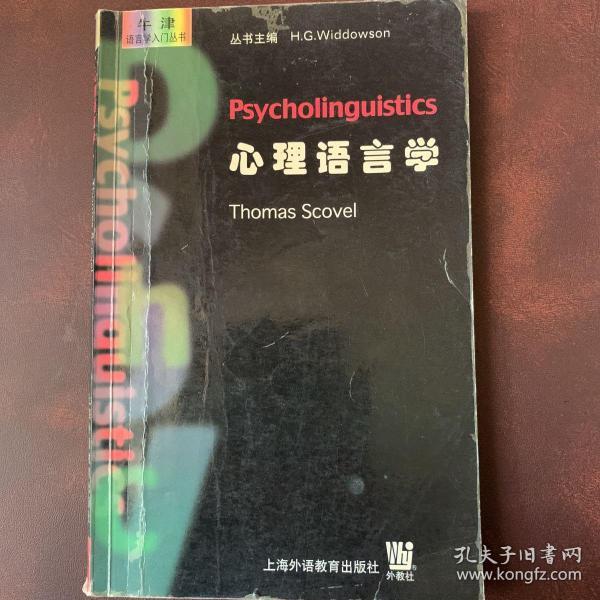 牛津
语言学入门丛书
丛书主编 H.G.Widdowson
Psycholinguistics
心理语言学
Thomas Scovel
Psycholinguistics
上海外语教育出版社
Whj
®
外教社
孔夫子旧书网
www.kongfz.com